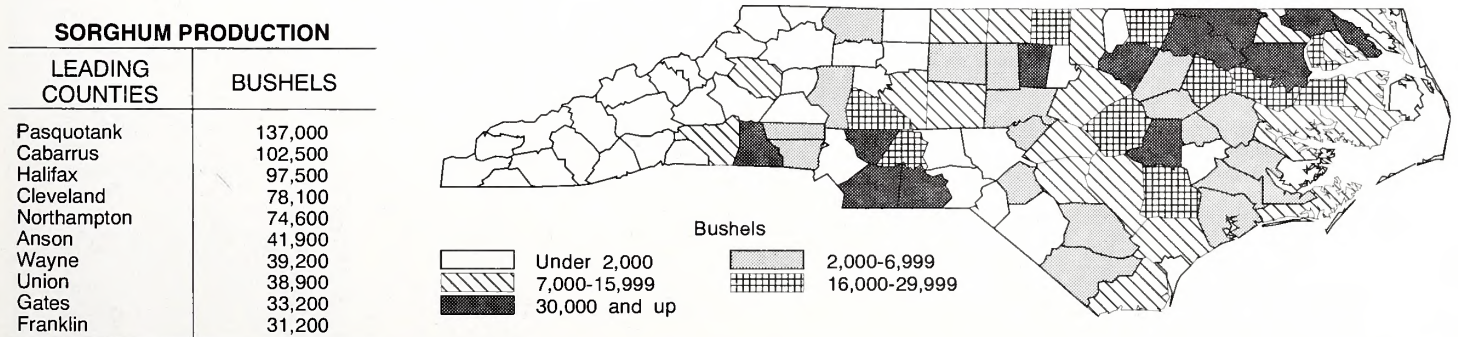 SORGHUM PRODUCTION
LEADING COUNTIES BUSHELS
Pasquotank 137,000
Cabarrus 102,500
Halifax 97,500
Cleveland 78,100
Northampton 74,600
Anson 41,900
Wayne 39,200
Union 38,900
Gates 33,200
Franklin 31,200
Bushels
Under 2,000
2,000-6,999
7,000-15,999
16,000-29,999
30,000 and up